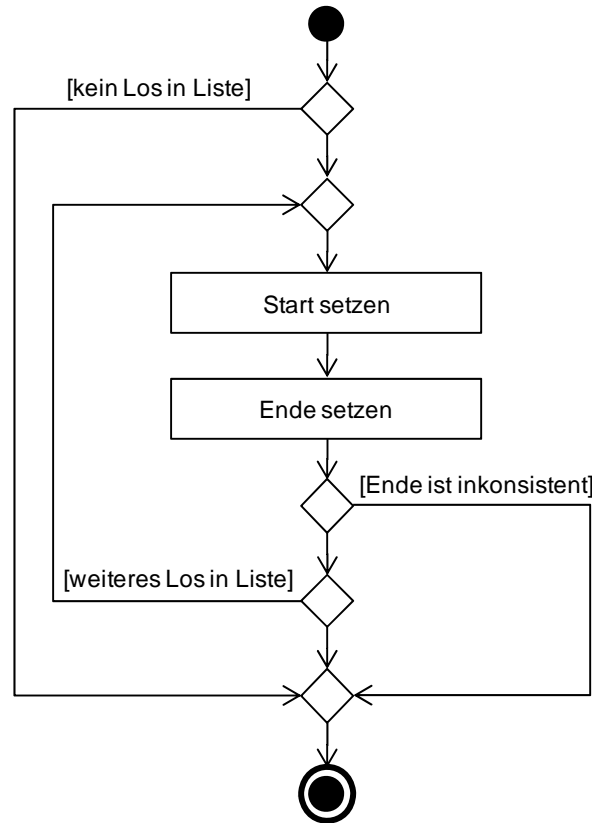 [kein Los in Liste]
Start setzen
Ende setzen
[Ende ist inkonsistent]
[weiteres Los in Liste]